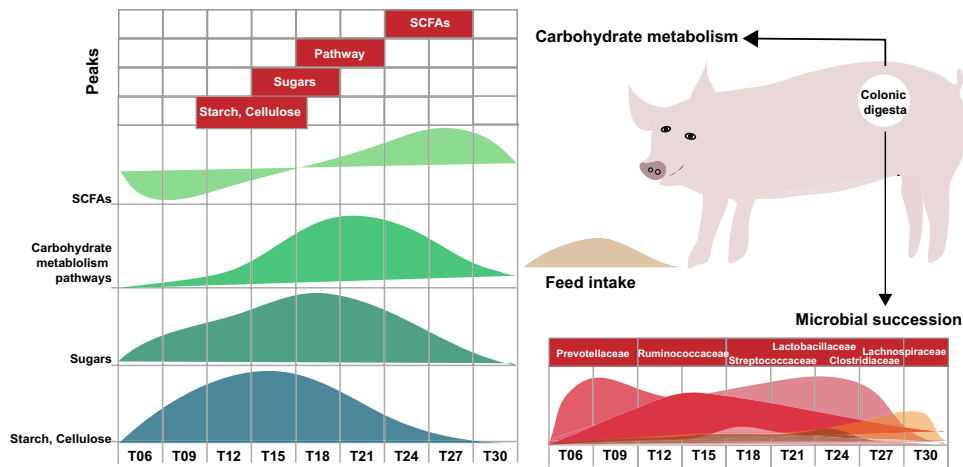 Peaks
SCFAs
Pathway
Sugars
Starch, Cellulose
SCFAs
Carbohydrate
metabolism
pathways
Sugars
Starch, Cellulose
T06 T09 T12 T15 T18 T21 T24 T27 T30
Carbohydrate metabolism
Colonic
digesta
Feed intake
Microbial succession
Prevotellaceae Ruminococcaceae Lactobacillaceae Lachnospiraceae
Streptococcaceae Clostridiaceae
T06 T09 T12 T15 T18 T21 T24 T27 T30